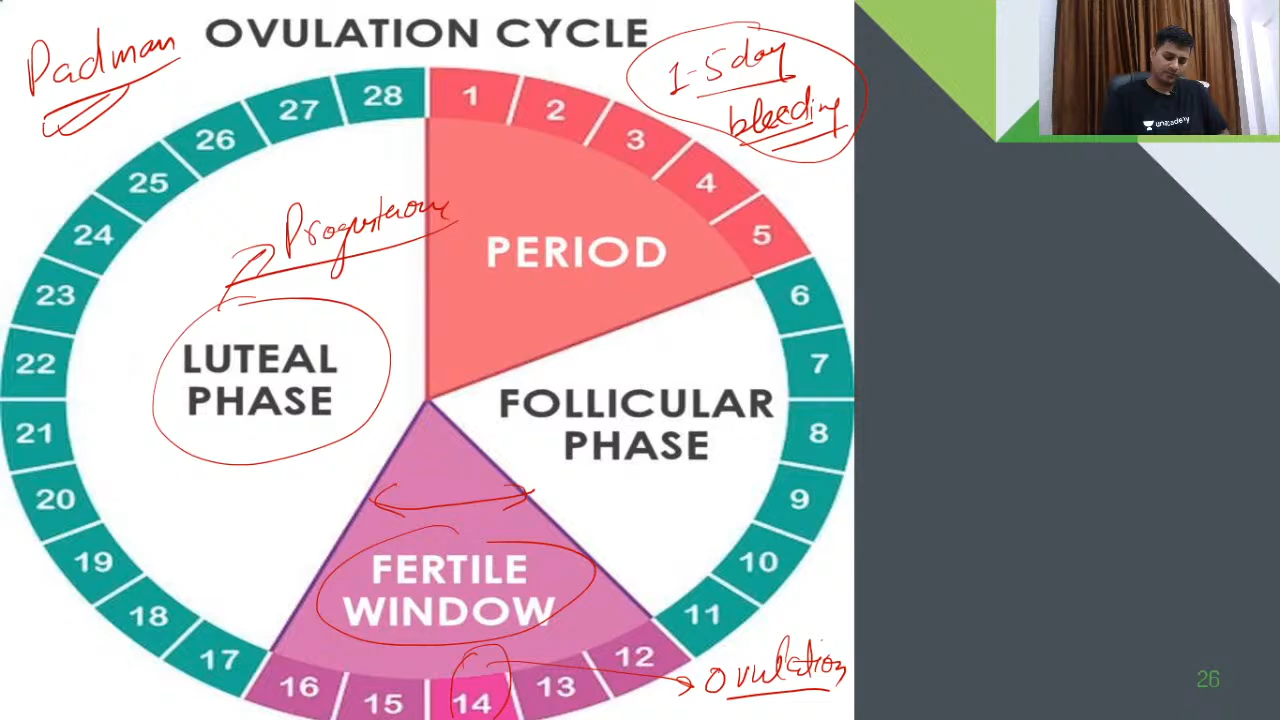 OVULATION CYCLE
Padman
1-5 day
bleeding
1
2
3
4
5
6
7
8
9
10
11
12
13
14
15
16
17
18
19
20
21
22
23
24
25
26
27
28
PERIOD
Progesterone
LUTEAL
PHASE
FOLLICULAR
PHASE
FERTILE
WINDOW
Ovulation
unacademy
26